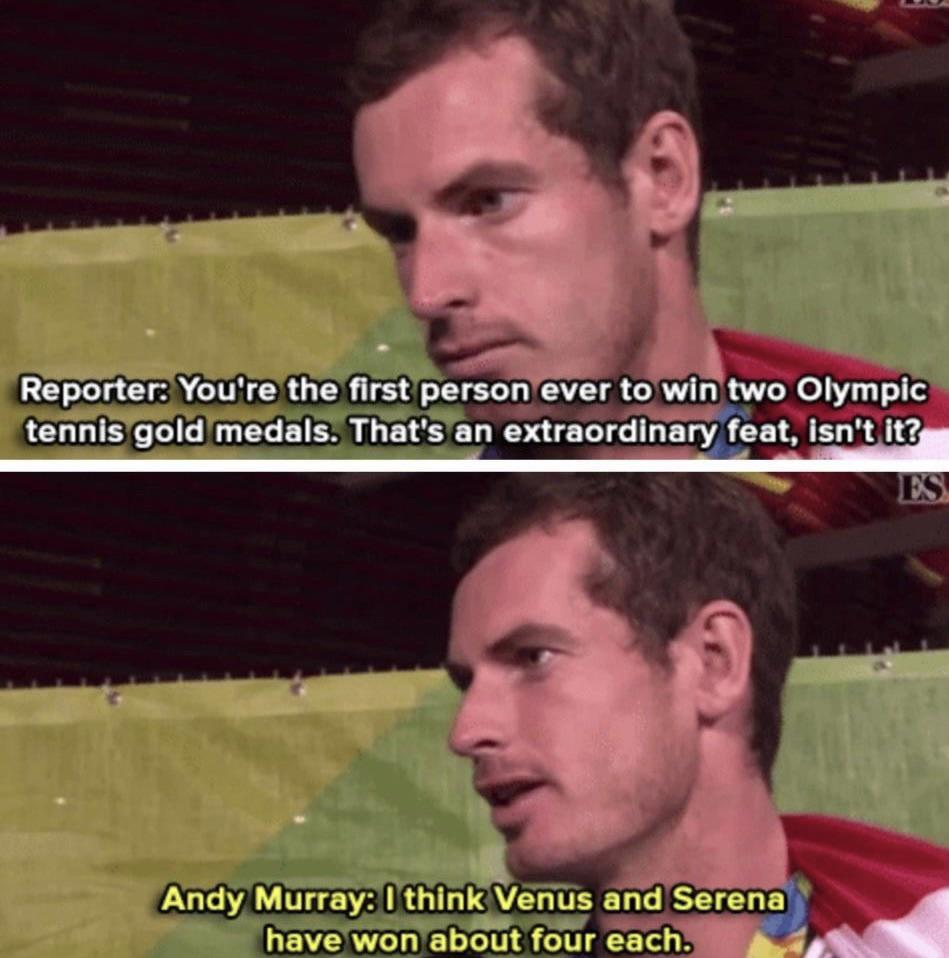 Reporter: You're the first person ever to win two Olympic
tennis gold medals. That's an extraordinary feat, isn't it?
ES
Andy Murray: I think Venus and Serena
have won about four each.